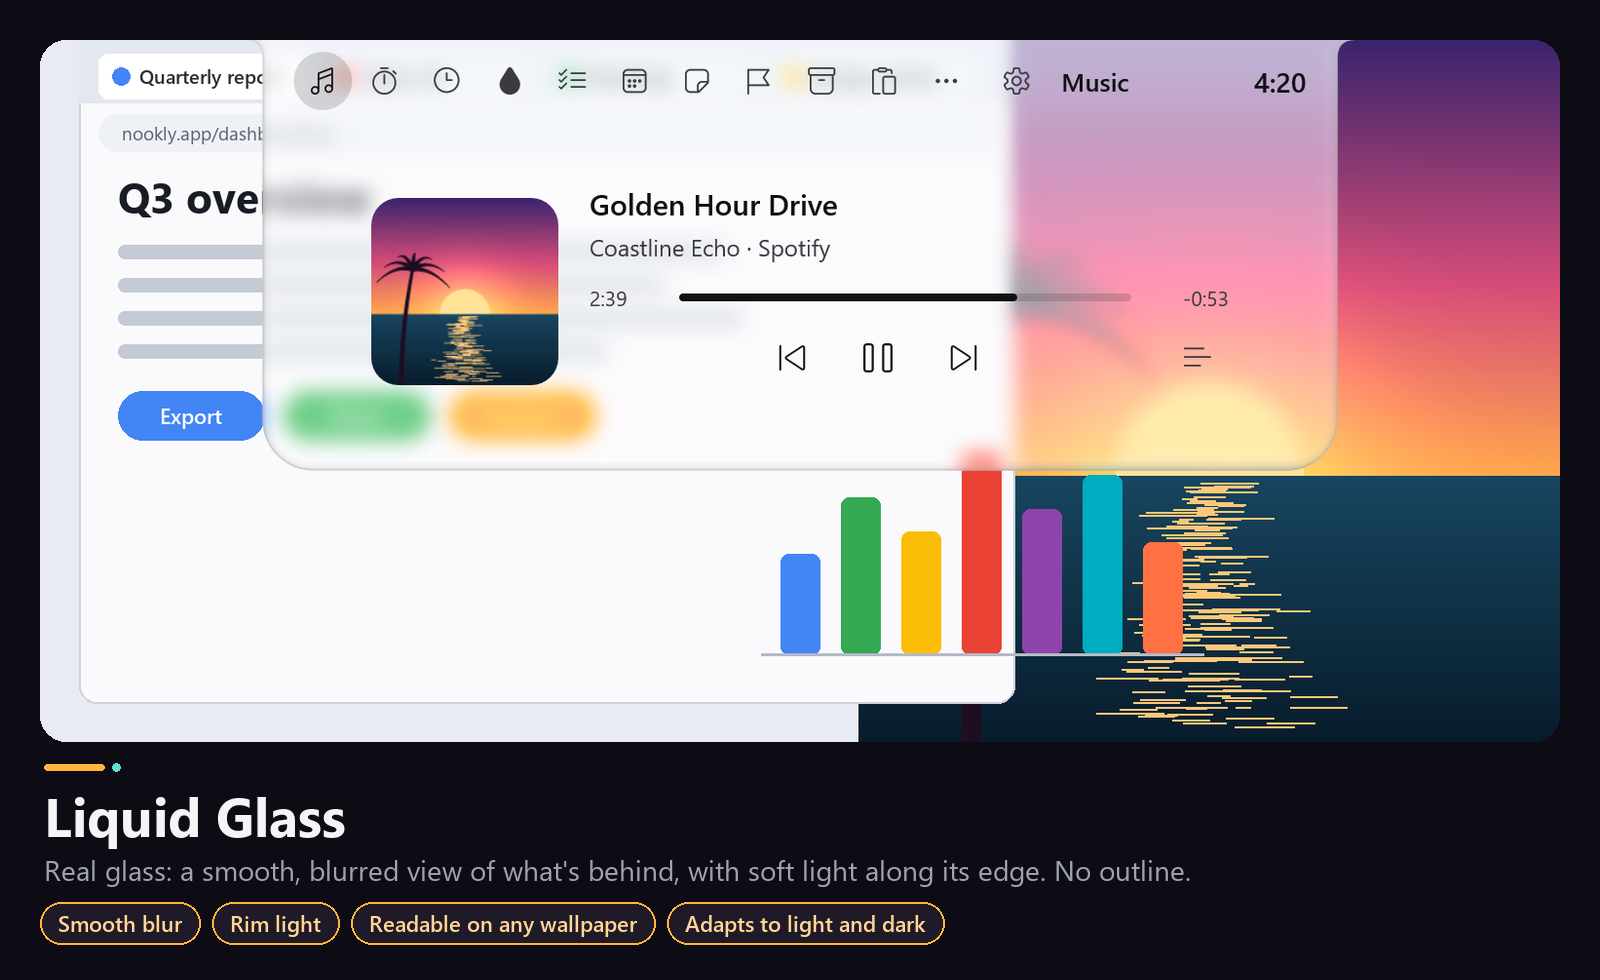 Quarterly repo
Music
4:20
nookly.app/dashb
Q3 overview
Golden Hour Drive
Coastline Echo · Spotify
2:39
-0:53
Export
Liquid Glass
Real glass: a smooth, blurred view of what's behind, with soft light along its edge. No outline.
Smooth blur
Rim light
Readable on any wallpaper
Adapts to light and dark